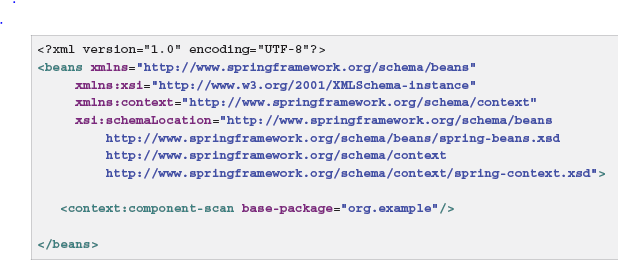 <?xml version="1.0" encoding="UTF-8"?>
<beans xmlns="http://www.springframework.org/schema/beans"
xmlns:xsi="http://www.w3.org/2001/XMLSchema-instance"
xmlns:context="http://www.springframework.org/schema/context"
xsi:schemaLocation="http://www.springframework.org/schema/beans
http://www.springframework.org/schema/beans/spring-beans.xsd
http://www.springframework.org/schema/context
http://www.springframework.org/schema/context/spring-context.xsd">
<context:component-scan base-package="org.example"/>
</beans>